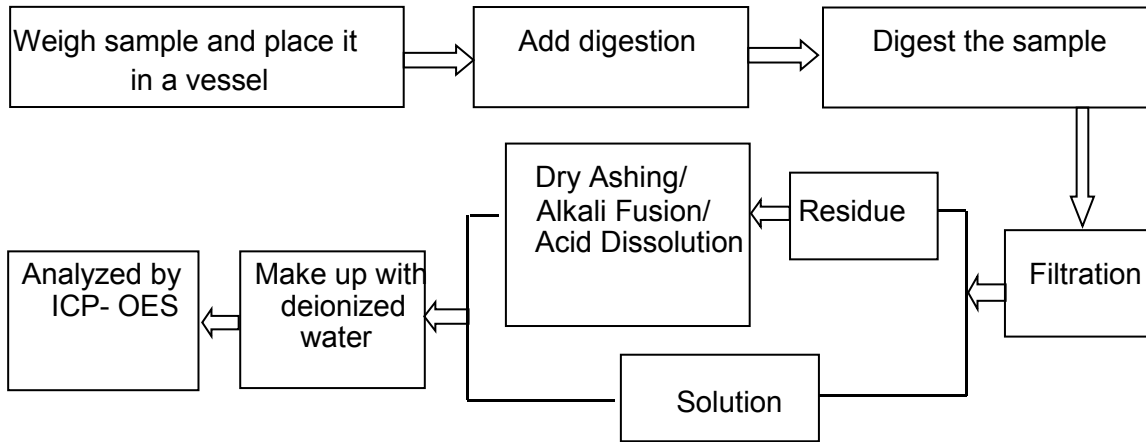 Weigh sample and place it
in a vessel
Add digestion
Digest the sample
Filtration
Residue
Dry Ashing/
Alkali Fusion/
Acid Dissolution
Solution
Make up with
deionized
water
Analyzed by
ICP- OES